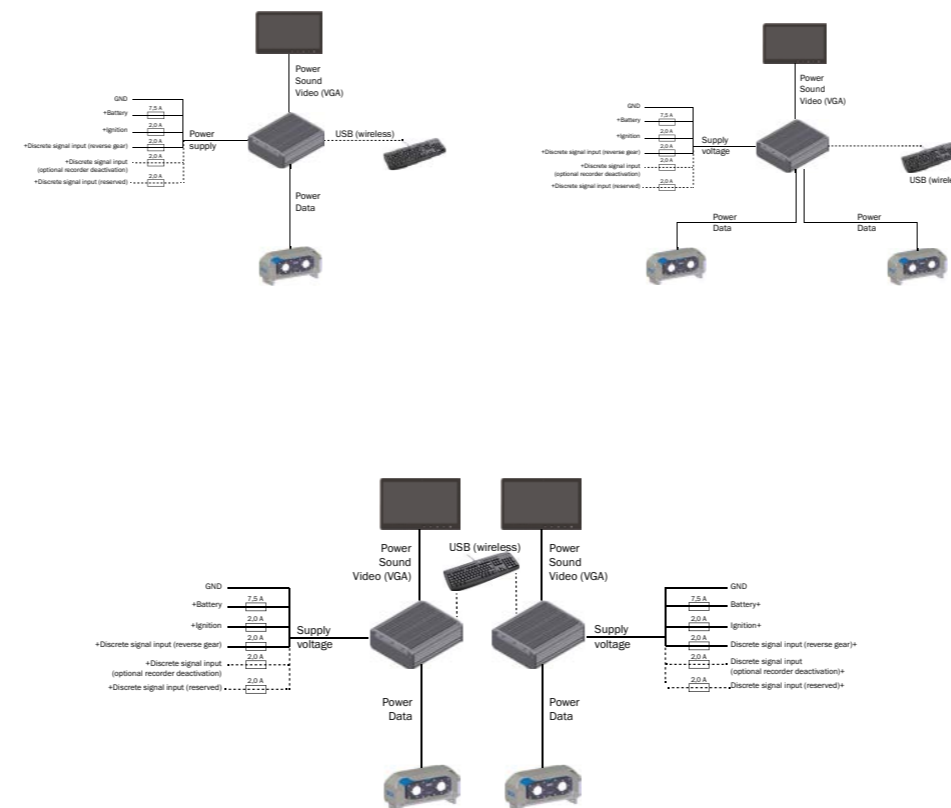 Power
Sound
Video (VGA)
GND
+Battery
7,5 A
+Ignition
2,0 A
+Discrete signal input (reverse gear)
2,0 A
+Discrete signal input
(optional recorder deactivation)
2,0 A
+Discrete signal input (reserved)
2,0 A
Power
supply
USB (wireless)
Power
Data
Power
Sound
Video (VGA)
GND
+Battery
7,5 A
+Ignition
2,0 A
+Discrete signal input (reverse gear)
2,0 A
+Discrete signal input
(optional recorder deactivation)
2,0 A
+Discrete signal input (reserved)
2,0 A
Supply
voltage
USB (wirele
Power
Data
Power
Data
Power
Sound
Video (VGA)
USB (wireless)
Power
Sound
Video (VGA)
GND
+Battery
7,5 A
+Ignition
2,0 A
+Discrete signal input (reverse gear)
2,0 A
+Discrete signal input
(optional recorder deactivation)
2,0 A
+Discrete signal input (reserved)
2,0 A
Supply
voltage
Supply
voltage
GND
7,5 A
Battery+
2,0 A
Ignition+
2,0 A
Discrete signal input (reverse gear)+
2,0 A
Discrete signal input
(optional recorder deactivation)+
2,0 A
Discrete signal input (reserved)+
Power
Data
Power
Data